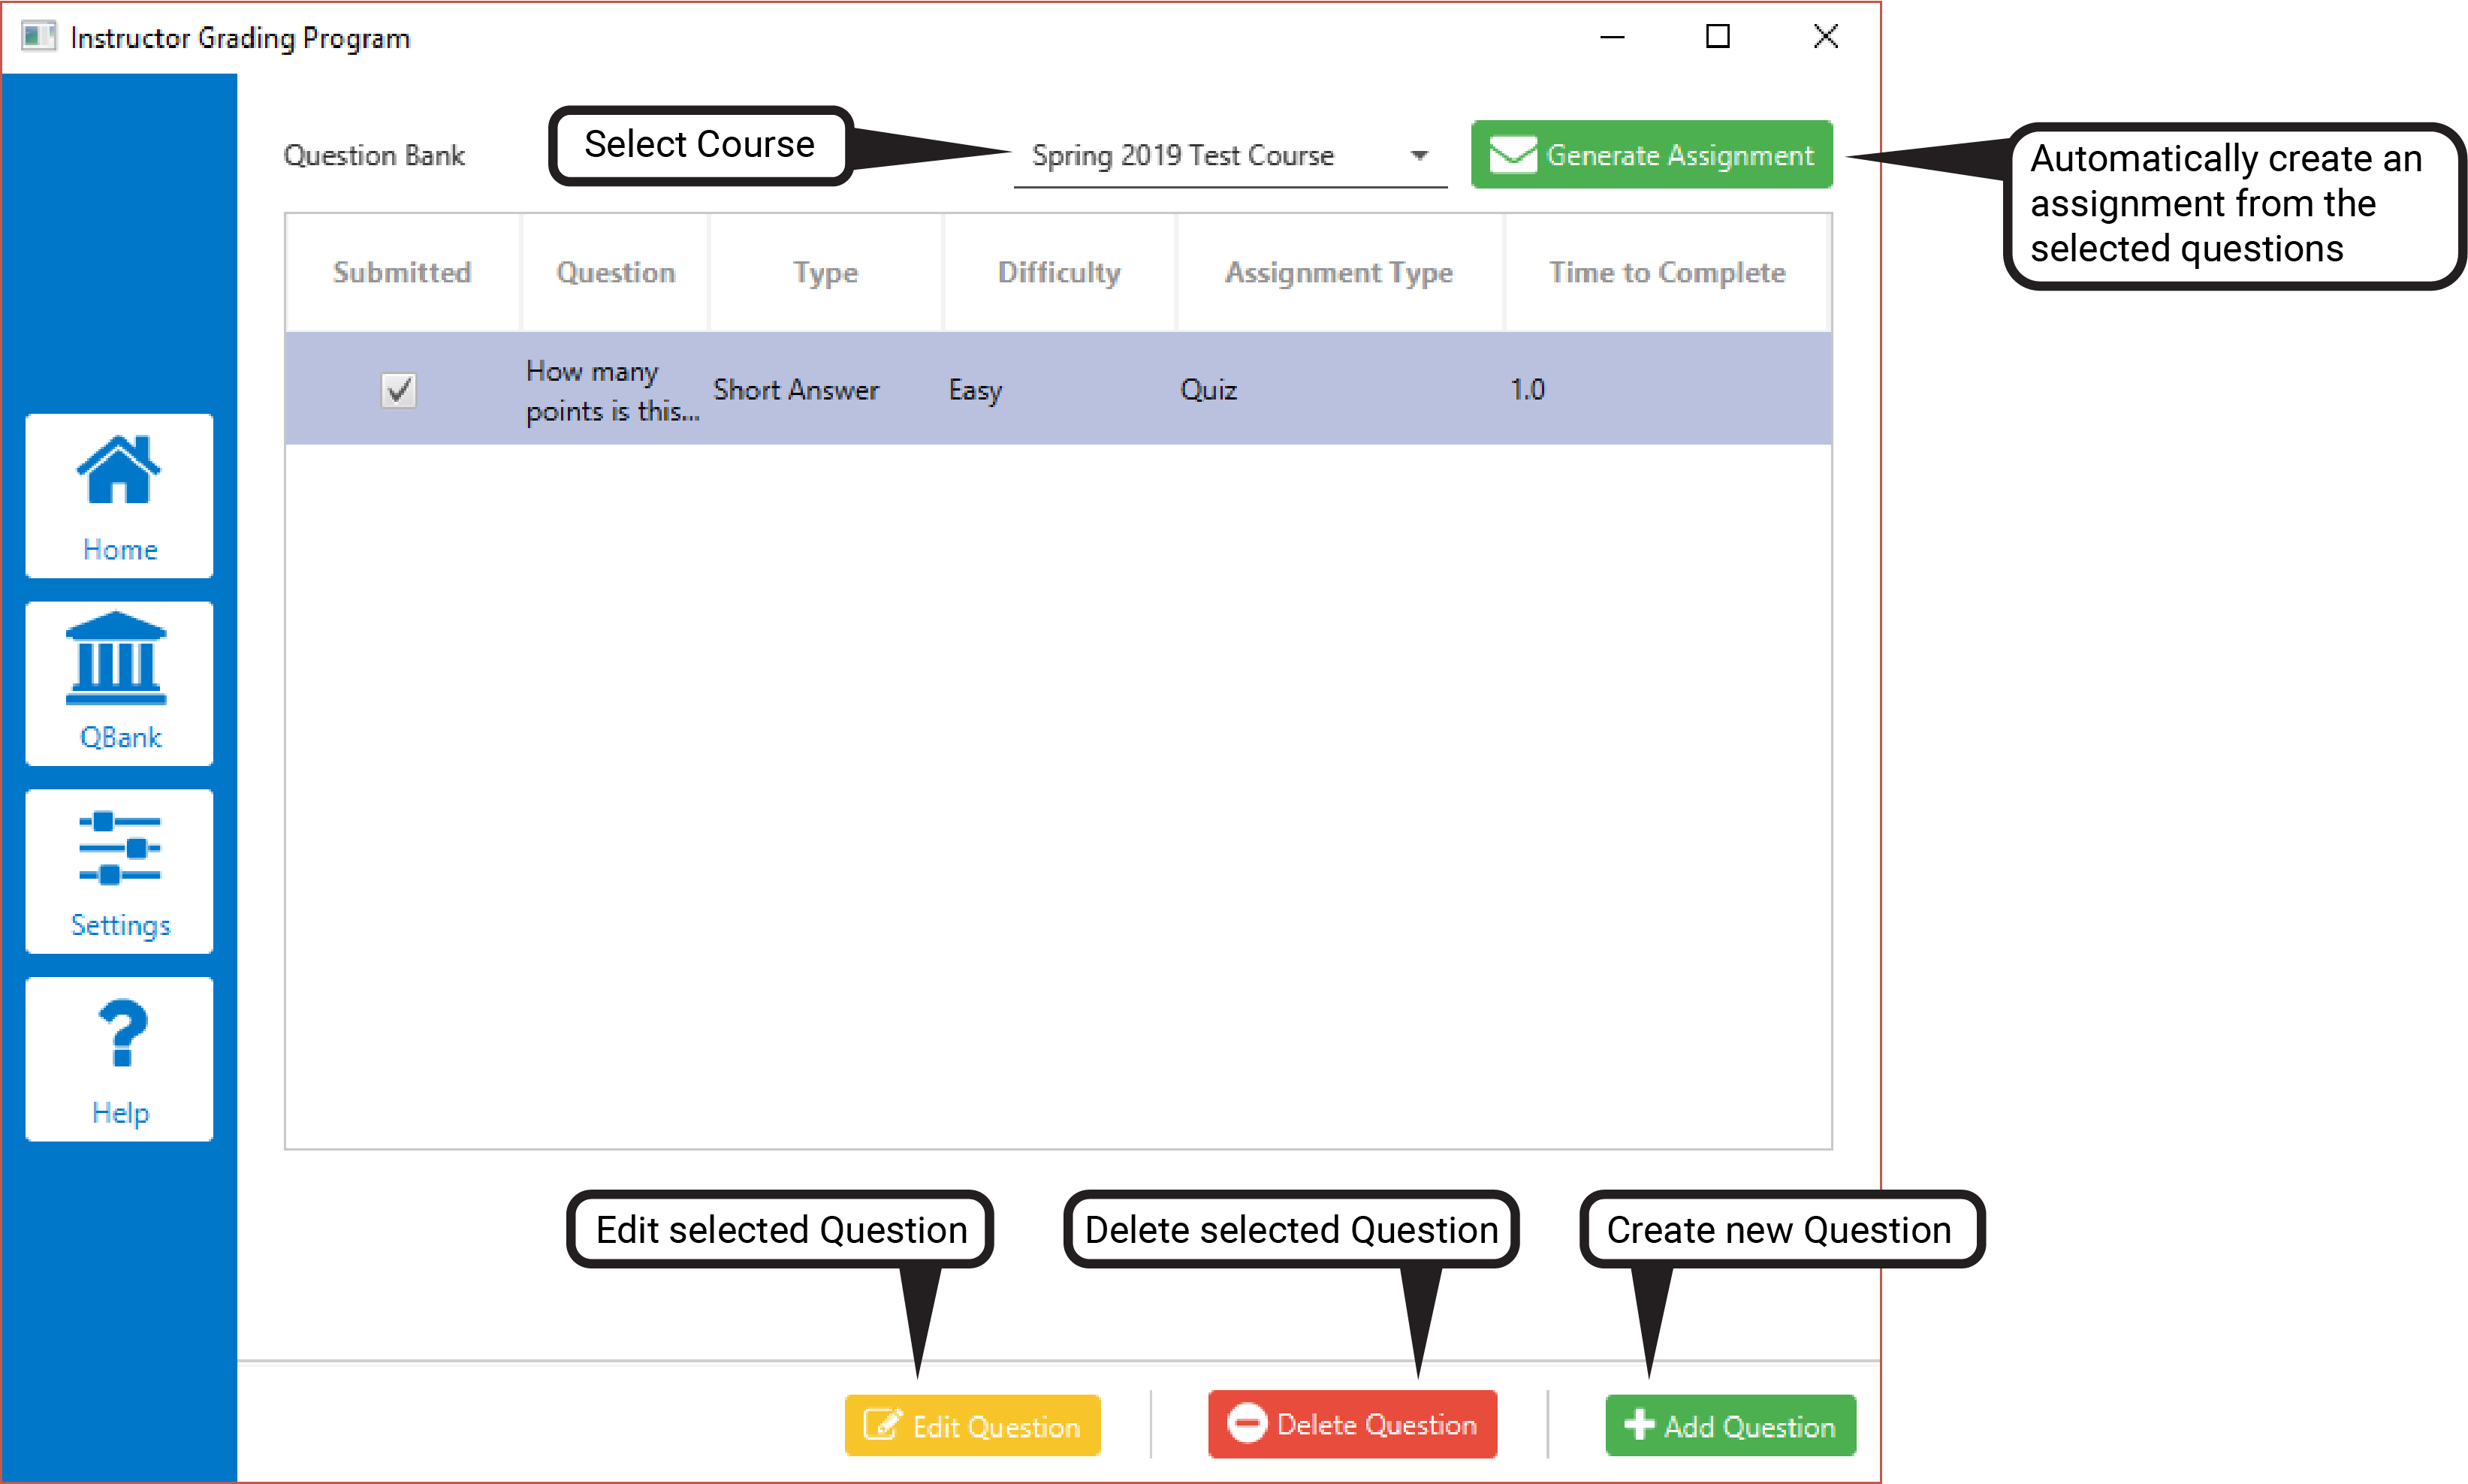 Instructor Grading Program
Question Bank
Select Course
Spring 2019 Test Course
Generate Assignment
Automatically create an
assignment from the
selected questions
Submitted
Question
Type
Difficulty
Assignment Type
Time to Complete
How many
points is this...
Short Answer
Easy
Quiz
1.0
Home
QBank
Settings
Help
Edit selected Question
Delete selected Question
Create new Question
Edit Question
Delete Question
Add Question